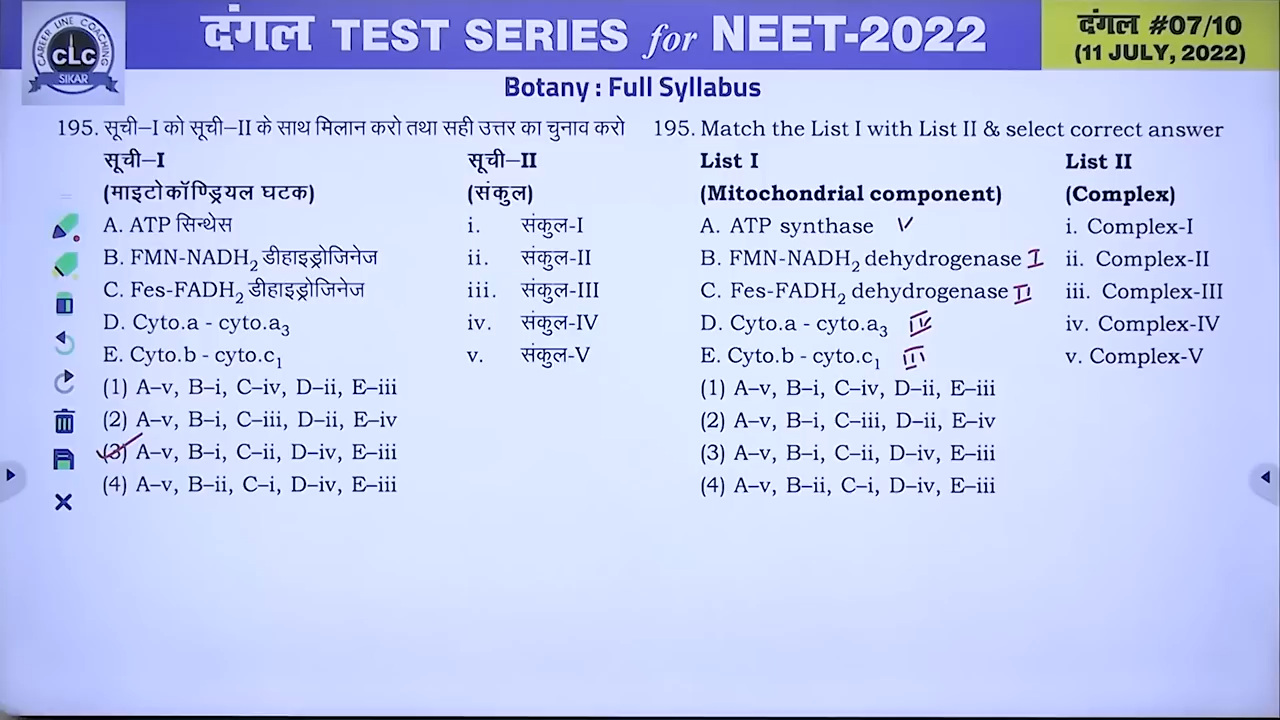 दंगल TEST SERIES for NEET-2022
दंगल #07/10
(11 JULY, 2022)
CAREER LINE COACHING
CLC
SIKAR
Botany : Full Syllabus
195. सूची–I को सूची–II के साथ मिलान करो तथा सही उत्तर का चुनाव करो
सूची–I सूची–II
(माइटोकॉण्ड्रियल घटक) (संकुल)
A. ATP सिन्थेस i. संकुल-I
B. FMN-NADH2 डीहाइड्रोजिनेज ii. संकुल-II
C. Fes-FADH2 डीहाइड्रोजिनेज iii. संकुल-III
D. Cyto.a - cyto.a3 iv. संकुल-IV
E. Cyto.b - cyto.c1 v. संकुल-V
(1) A–v, B–i, C–iv, D–ii, E–iii
(2) A–v, B–i, C–iii, D–ii, E–iv
(3) A–v, B–i, C–ii, D–iv, E–iii
(4) A–v, B–ii, C–i, D–iv, E–iii
195. Match the List I with List II & select correct answer
List I List II
(Mitochondrial component) (Complex)
A. ATP synthase V i. Complex-I
B. FMN-NADH2 dehydrogenase I ii. Complex-II
C. Fes-FADH2 dehydrogenase II iii. Complex-III
D. Cyto.a - cyto.a3 IV iv. Complex-IV
E. Cyto.b - cyto.c1 III v. Complex-V
(1) A–v, B–i, C–iv, D–ii, E–iii
(2) A–v, B–i, C–iii, D–ii, E–iv
(3) A–v, B–i, C–ii, D–iv, E–iii
(4) A–v, B–ii, C–i, D–iv, E–iii